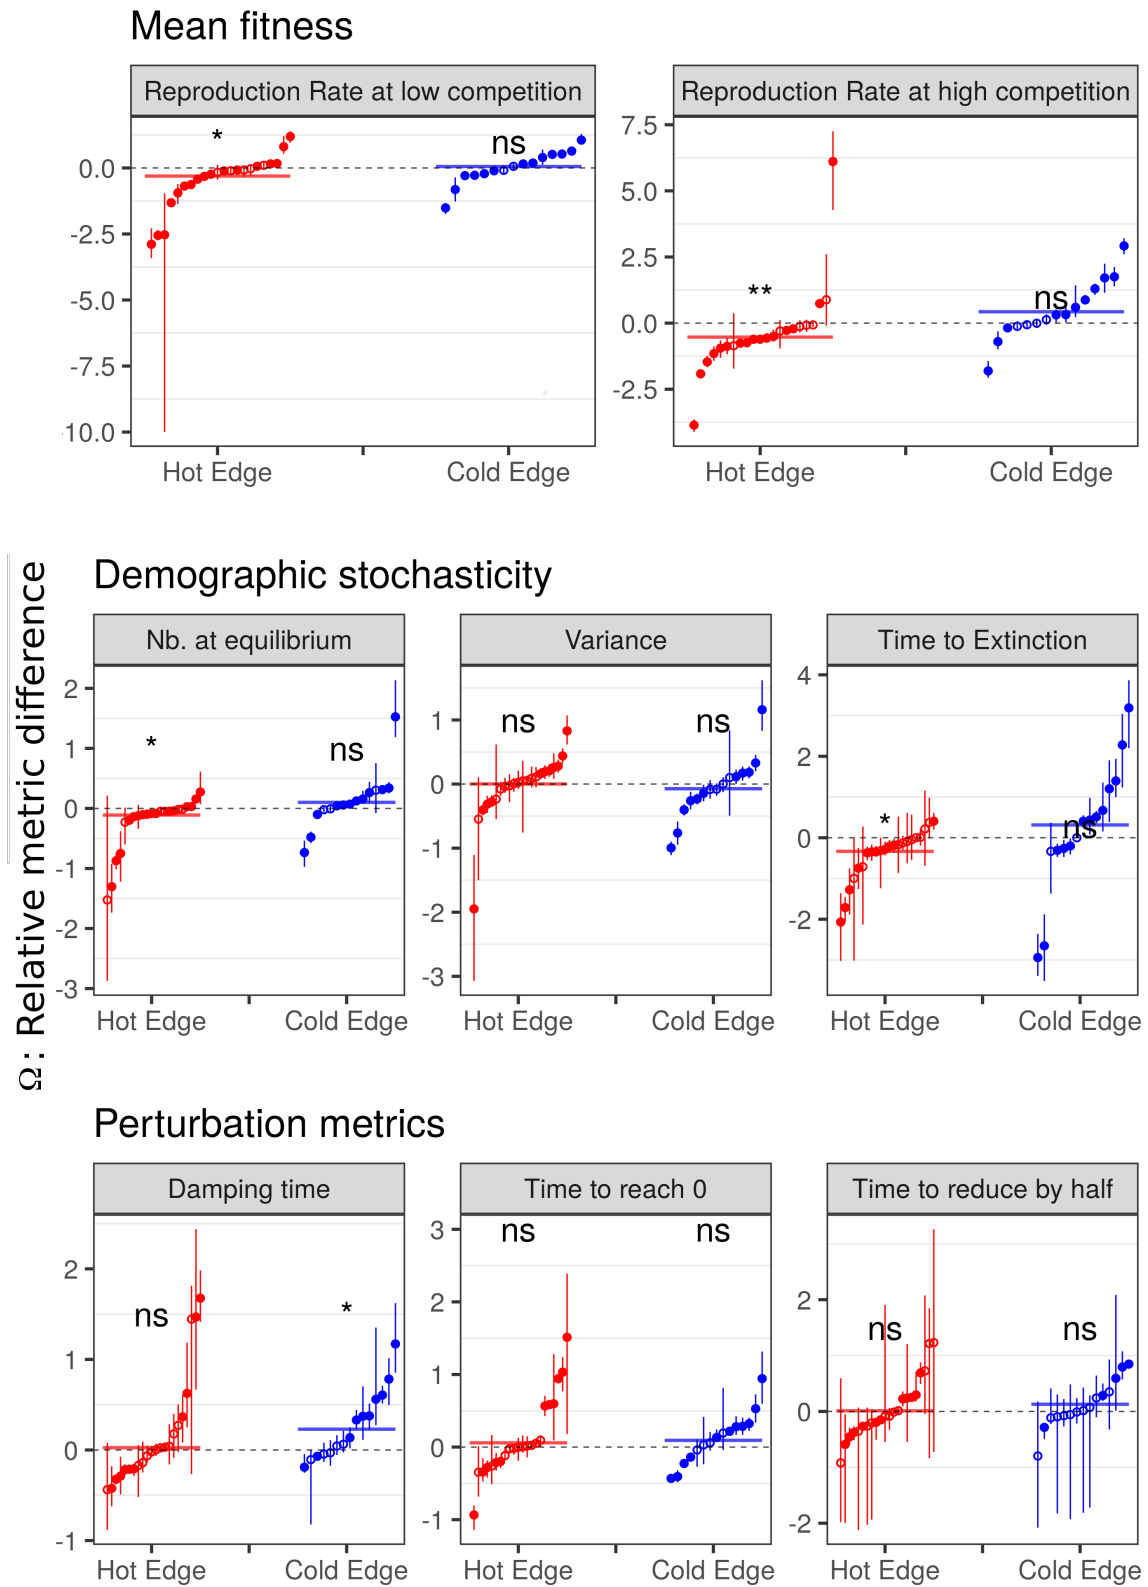 Mean fitness
Reproduction Rate at low competition
Reproduction Rate at high competition
*
ns
**
ns
0.0
-2.5
-5.0
-7.5
10.0
7.5
5.0
2.5
0.0
-2.5
Hot Edge
Cold Edge
Hot Edge
Cold Edge
Ω : Relative metric difference
Demographic stochasticity
Nb. at equilibrium
Variance
Time to Extinction
*
ns
ns
ns
*
ns
2
1
0
-1
-2
-3
1
0
-1
-2
-3
4
2
0
-2
Hot Edge
Cold Edge
Hot Edge
Cold Edge
Hot Edge
Cold Edge
Perturbation metrics
Damping time
Time to reach 0
Time to reduce by half
ns
*
ns
ns
ns
ns
2
1
0
-1
3
2
1
0
-1
2
0
-2
Hot Edge
Cold Edge
Hot Edge
Cold Edge
Hot Edge
Cold Edge